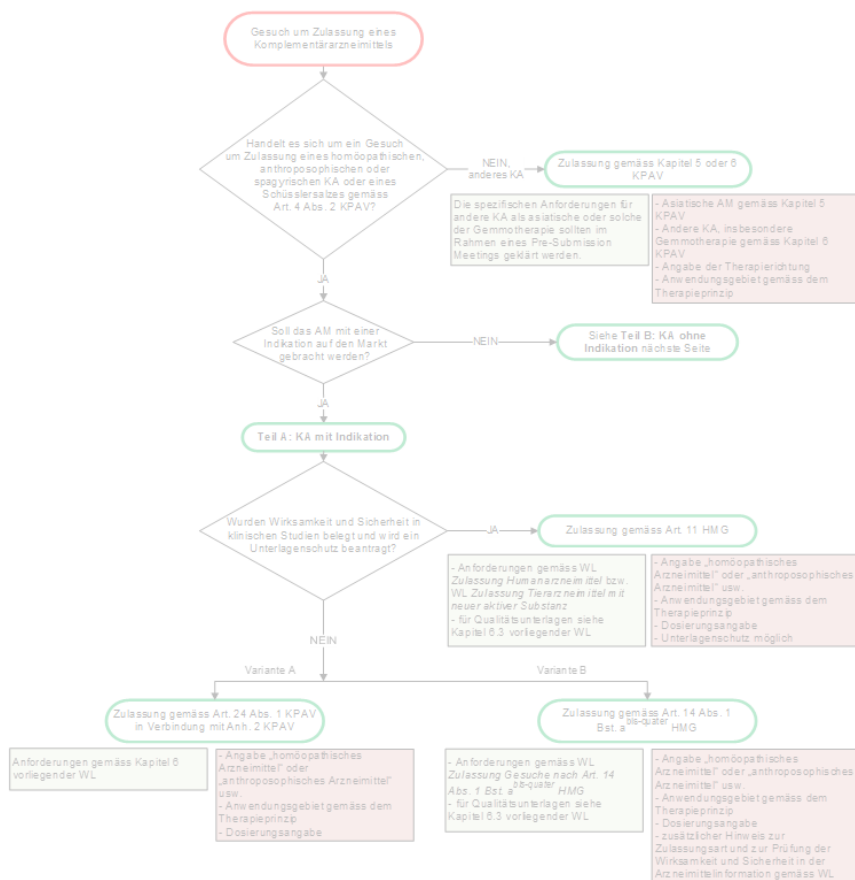 Gesuch um Zulassung eines
Komplementärarzneimittels
Handelt es sich um ein Gesuch
um Zulassung eines homöopathischen,
anthroposophischen oder
spagyrischen KA oder eines
Schüsslersalzes gemäss
Art. 4 Abs. 2 KPAV?
NEIN,
anderes KA
Zulassung gemäss Kapitel 5 oder 6
KPAV
Die spezifischen Anforderungen für
andere KA als asiatische oder solche
der Gemmotherapie sollten im
Rahmen eines Pre-Submission
Meetings geklärt werden.
- Asiatische AM gemäss Kapitel 5
KPAV
- Andere KA, insbesondere
Gemmotherapie gemäss Kapitel 6
KPAV
- Angabe der Therapierichtung
- Anwendungsgebiet gemäss dem
Therapieprinzip
JA
Soll das AM mit einer
Indikation auf den Markt
gebracht werden?
NEIN
Siehe Teil B: KA ohne
Indikation nächste Seite
JA
Teil A: KA mit Indikation
Wurden Wirksamkeit und Sicherheit in
klinischen Studien belegt und wird ein
Unterlagenschutz beantragt?
JA
Zulassung gemäss Art. 11 HMG
- Anforderungen gemäss WL
Zulassung Humanarzneimittel bzw.
WL Zulassung Tierarzneimittel mit
neuer aktiver Substanz
- für Qualitätsunterlagen siehe
Kapitel 6.3 vorliegender WL
- Angabe „homöopathisches
Arzneimittel" oder „anthroposophisches
Arzneimittel" usw.
- Anwendungsgebiet gemäss dem
Therapieprinzip
- Dosierungsangabe
- Unterlagenschutz möglich
NEIN
Variante A
Variante B
Zulassung gemäss Art. 24 Abs. 1 KPAV
in Verbindung mit Anh. 2 KPAV
Zulassung gemäss Art. 14 Abs. 1
Bst. a bis-quater HMG
Anforderungen gemäss Kapitel 6
vorliegender WL
- Angabe „homöopathisches
Arzneimittel" oder
„anthroposophisches Arzneimittel"
usw.
- Anwendungsgebiet gemäss dem
Therapieprinzip
- Dosierungsangabe
- Anforderungen gemäss WL
Zulassung Gesuche nach Art. 14
Abs. 1 Bst. a bis-quater HMG
- für Qualitätsunterlagen siehe
Kapitel 6.3 vorliegender WL
- Angabe „homöopathisches
Arzneimittel" oder „anthroposophisches
Arzneimittel" usw.
- Anwendungsgebiet gemäss dem
Therapieprinzip
- Dosierungsangabe
- zusätzlicher Hinweis zur
Zulassungsart und zur Prüfung der
Wirksamkeit und Sicherheit in der
Arzneimittelinformation gemäss WL